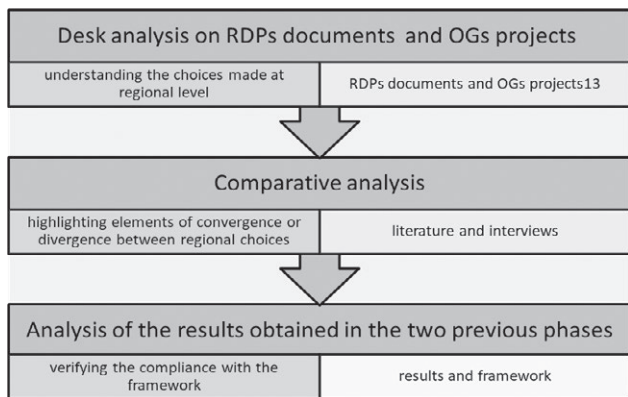 Desk analysis on RDPs documents and OGs projects
understanding the choices made at
regional level
RDPs documents and OGs projects13
Comparative analysis
highlighting elements of convergence or
divergence between regional choices
literature and interviews
Analysis of the results obtained in the two previous phases
verifying the compliance with the
framework
results and framework